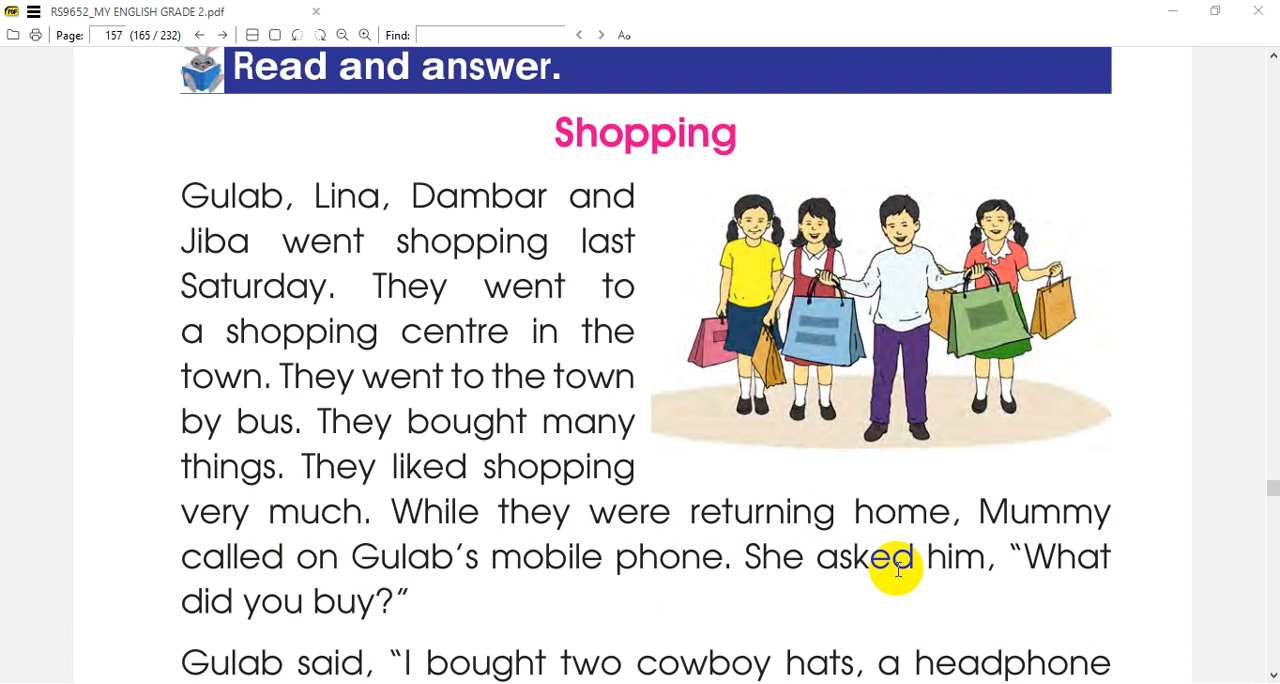 RS9652_MY ENGLISH GRADE 2.pdf
Page: 157 (165 / 232) Find: Aa
Read and answer.
Shopping
Gulab, Lina, Dambar and
Jiba went shopping last
Saturday. They went to
a shopping centre in the
town. They went to the town
by bus. They bought many
things. They liked shopping
very much. While they were returning home, Mummy
called on Gulab’s mobile phone. She asked him, “What
did you buy?”
Gulab said, “I bought two cowboy hats, a headphone